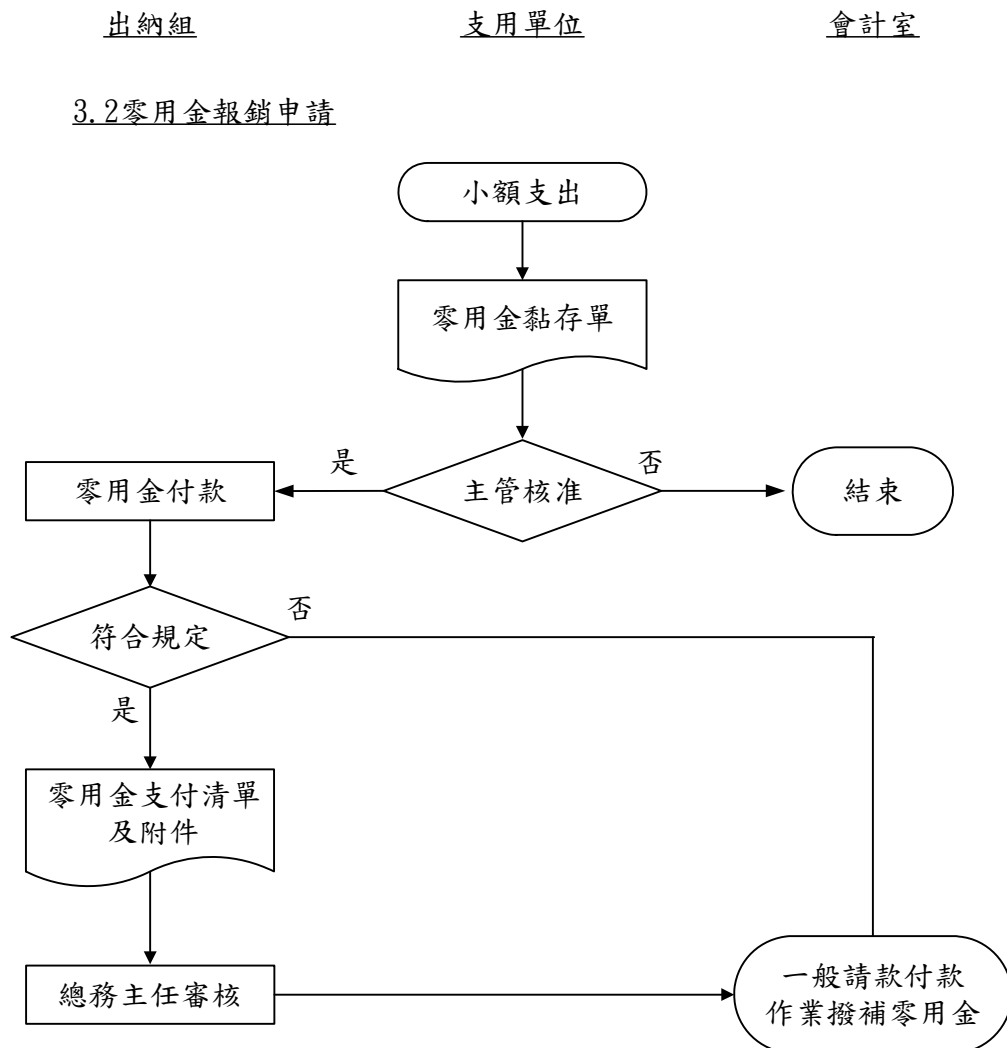 出納組
支用單位
會計室
3.2零用金報銷申請
小額支出
零用金黏存單
是
否
零用金付款
主管核准
結束
否
符合規定
是
零用金支付清單
及附件
總務主任審核
一般請款付款
作業撥補零用金